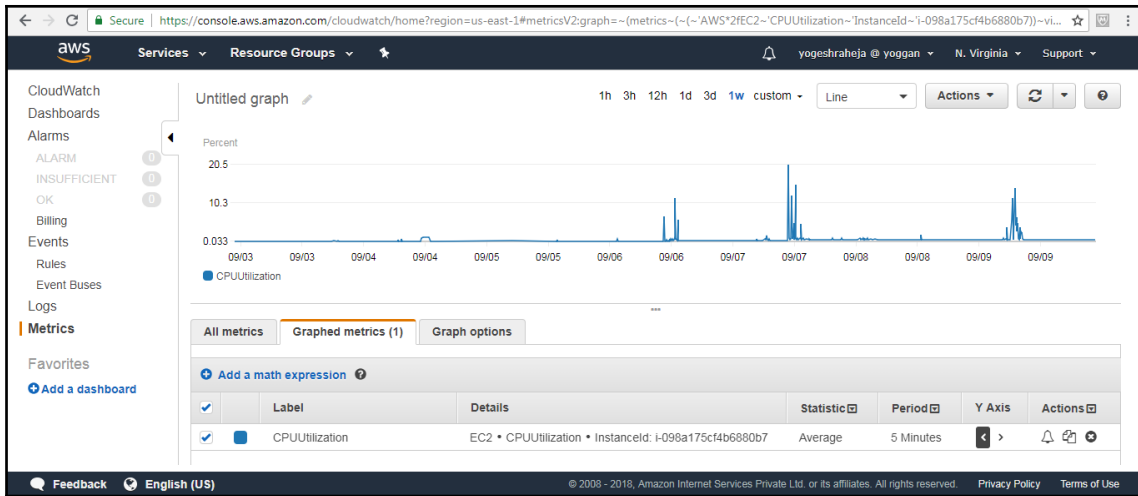 Secure | https://console.aws.amazon.com/cloudwatch/home?region=us-east-1#metricsV2:graph=~(metrics~(~(~'AWS*2fEC2~'CPUUtilization~'InstanceId~'i-098a175cf4b6880b7))~vi...
aws Services Resource Groups yogeshraheja @ yoggan N. Virginia Support
CloudWatch
Dashboards
Alarms
ALARM 0
INSUFFICIENT 0
OK 0
Billing
Events
Rules
Event Buses
Logs
Metrics
Favorites
Add a dashboard
Untitled graph 1h 3h 12h 1d 3d 1w custom Line Actions
Percent
20.5
10.3
0.033
09/03 09/03 09/04 09/04 09/05 09/05 09/06 09/06 09/07 09/07 09/08 09/08 09/09 09/09
CPUUtilization
All metrics Graphed metrics (1) Graph options
Add a math expression
Label Details Statistic Period Y Axis Actions
CPUUtilization EC2 • CPUUtilization • InstanceId: i-098a175cf4b6880b7 Average 5 Minutes
Feedback English (US) © 2008 - 2018, Amazon Internet Services Private Ltd. or its affiliates. All rights reserved. Privacy Policy Terms of Use